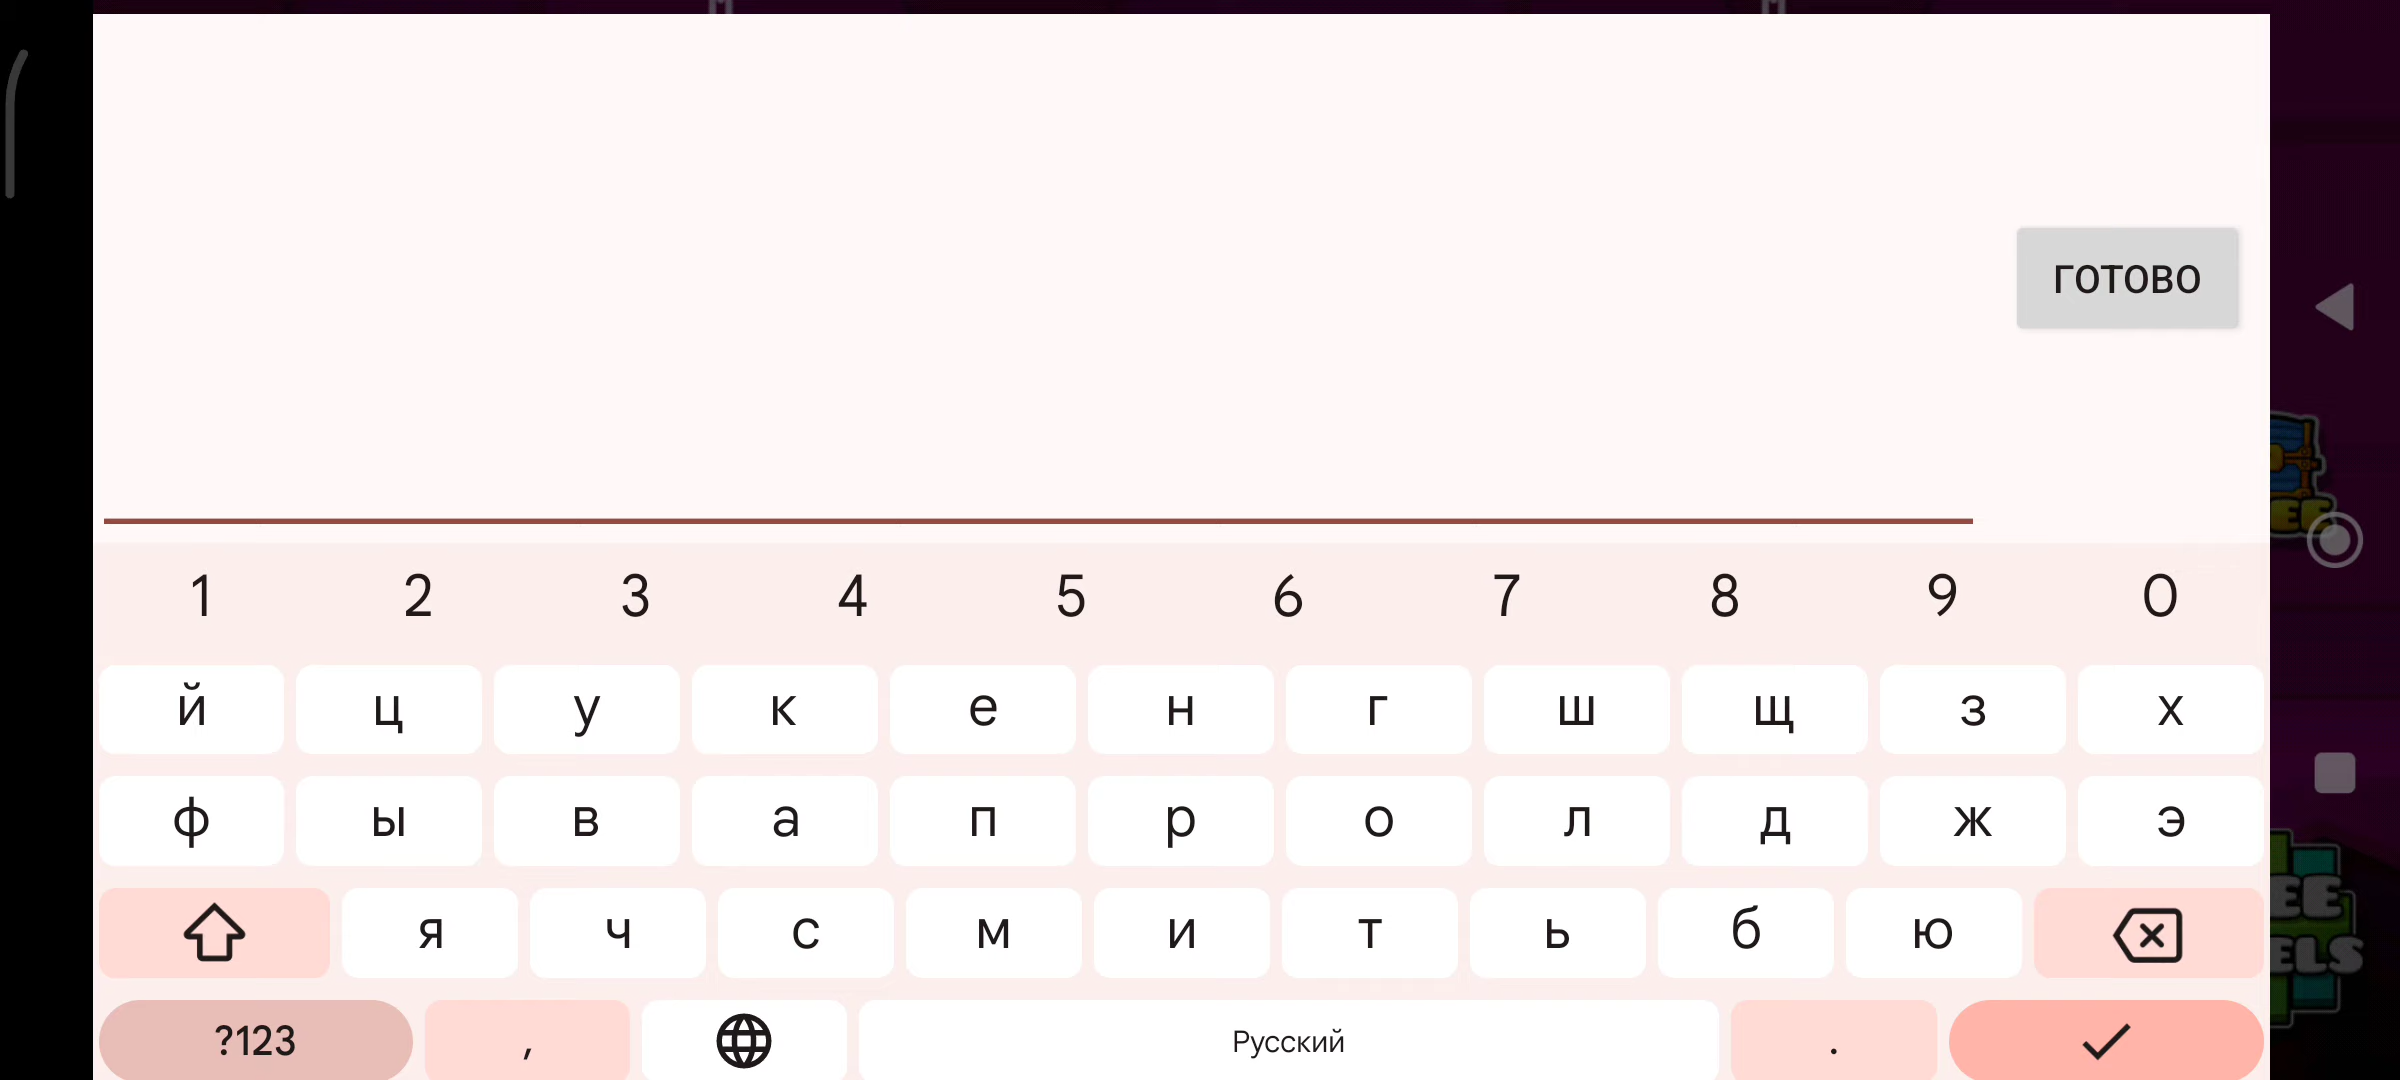 готово
1 2 3 4 5 6 7 8 9 0
й ц у к е н г ш щ з х
ф ы в а п р о л д ж э
я ч с м и т ь б ю
?123 , Русский .